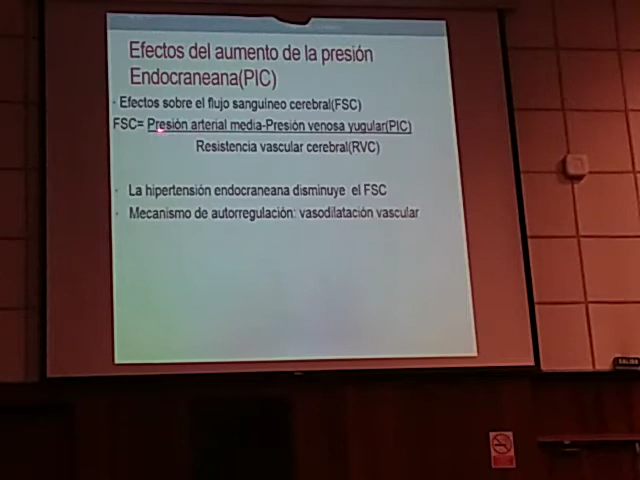 Efectos del aumento de la presión
Endocraneana(PIC)
· Efectos sobre el flujo sanguíneo cerebral(FSC)
FSC= Presión arterial media-Presión venosa yugular(PIC)
Resistencia vascular cerebral(RVC)
· La hipertensión endocraneana disminuye el FSC
· Mecanismo de autorregulación: vasodilatación vascular
SALIDA